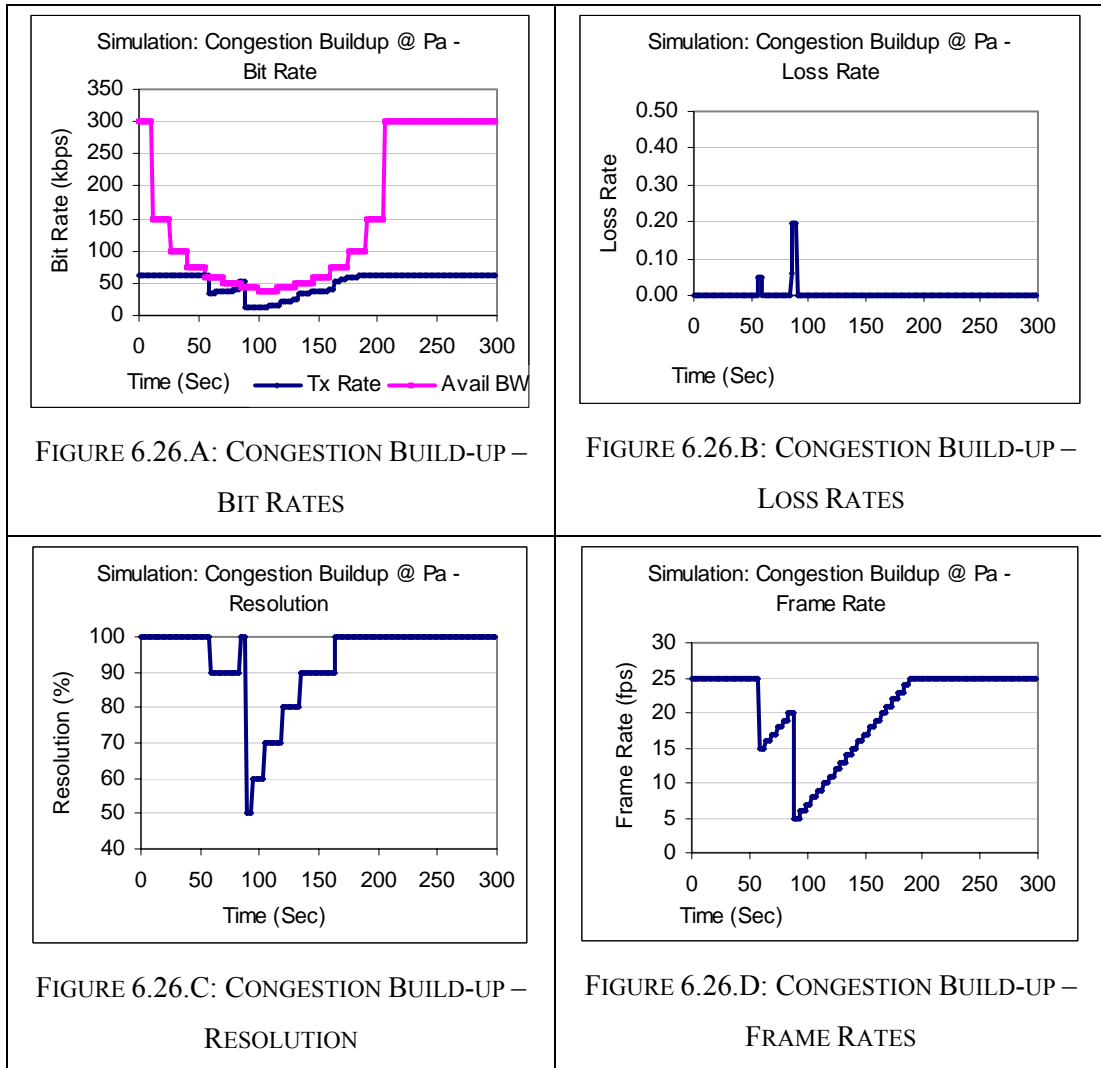 Simulation: Congestion Buildup @ Pa -
Bit Rate
350
300
250
200
150
100
50
0
Bit Rate (kbps)
0 50 100 150 200 250 300
Time (Sec) Tx Rate Avail BW
FIGURE 6.26.A: CONGESTION BUILD-UP –
BIT RATES
Simulation: Congestion Buildup @ Pa -
Loss Rate
0.50
0.40
0.30
0.20
0.10
0.00
Loss Rate
0 50 100 150 200 250 300
Time (Sec)
FIGURE 6.26.B: CONGESTION BUILD-UP –
LOSS RATES
Simulation: Congestion Buildup @ Pa -
Resolution
100
90
80
70
60
50
40
Resolution (%)
0 50 100 150 200 250 300
Time (Sec)
FIGURE 6.26.C: CONGESTION BUILD-UP –
RESOLUTION
Simulation: Congestion Buildup @ Pa -
Frame Rate
30
25
20
15
10
5
0
Frame Rate (fps)
0 50 100 150 200 250 300
Time (Sec)
FIGURE 6.26.D: CONGESTION BUILD-UP –
FRAME RATES